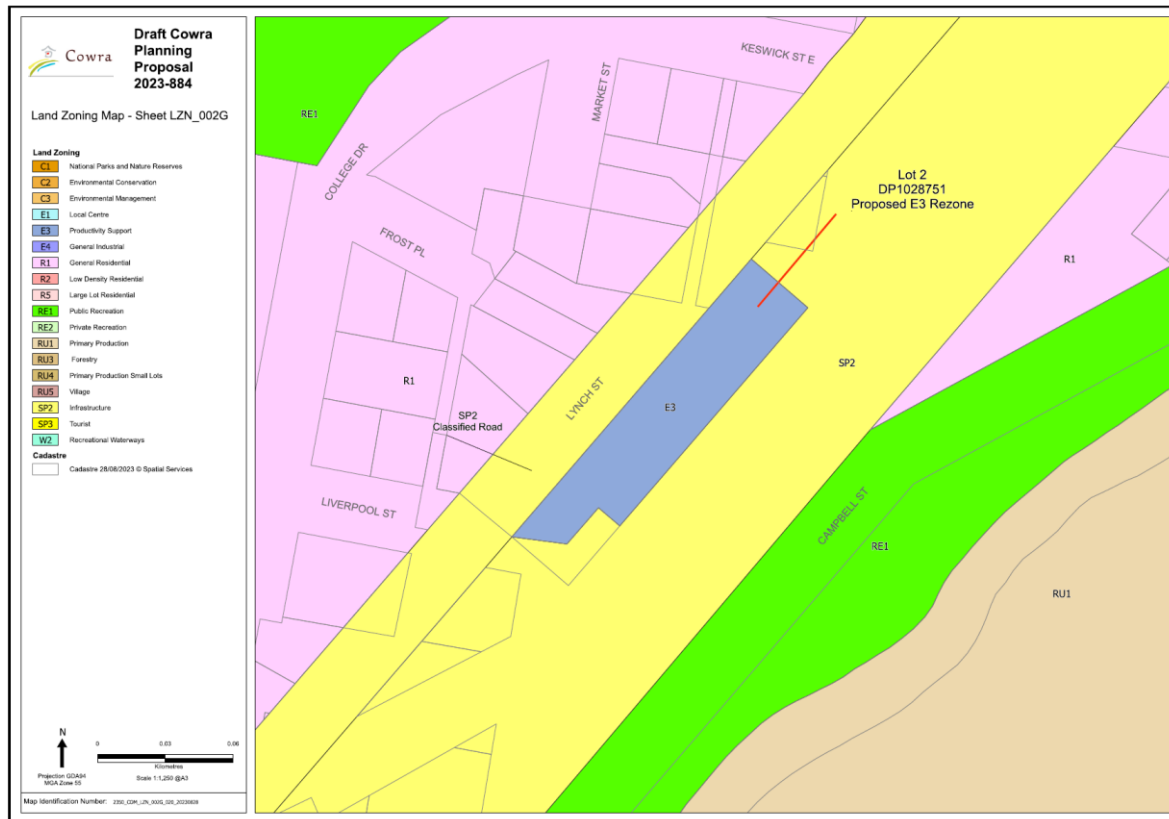 Cowra
Draft Cowra
Planning
Proposal
2023-884
Land Zoning Map - Sheet LZN_002G
Land Zoning
C1 National Parks and Nature Reserves
C2 Environmental Conservation
C3 Environmental Management
E1 Local Centre
E3 Productivity Support
E4 General Industrial
R1 General Residential
R2 Low Density Residential
R5 Large Lot Residential
RE1 Public Recreation
RE2 Private Recreation
RU1 Primary Production
RU3 Forestry
RU4 Primary Production Small Lots
RU5 Village
SP2 Infrastructure
SP3 Tourist
W2 Recreational Waterways
Cadastre
Cadastre 28/08/2023 © Spatial Services
N
0 0.03 0.06
Kilometres
Projection GDA94
MGA Zone 55
Scale 1:1,250 @A3
Map Identification Number:
KESWICK ST E
MARKET ST
RE1
COLLEGE DR
Lot 2
DP1028751
Proposed E3 Rezone
FROST PL
R1
SP2
LYNCH ST
R1
E3
SP2
Classified Road
LIVERPOOL ST
CAMPBELL ST
RE1
RU1